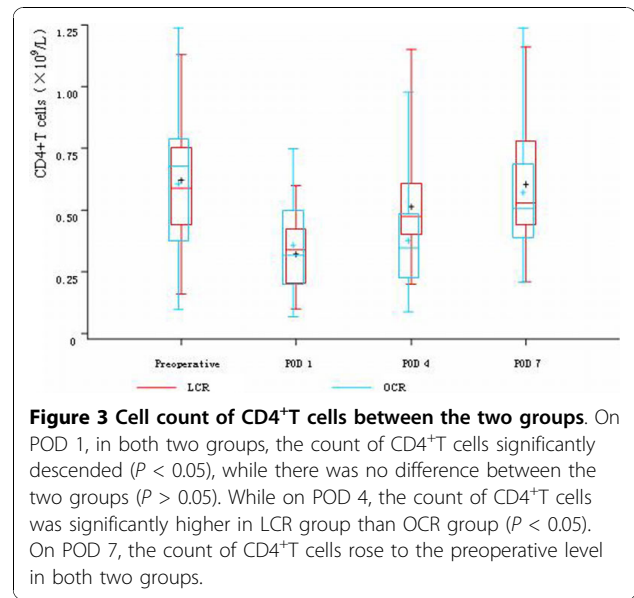 1.25
1.00
0.75
0.50
0.25
0
CD4+T cells (×10⁹/L)
Preoperative POD 1 POD 4 POD 7
LCR OCR
Figure 3 Cell count of CD4⁺T cells between the two groups. On
POD 1, in both two groups, the count of CD4⁺T cells significantly
descended (P < 0.05), while there was no difference between the
two groups (P > 0.05). While on POD 4, the count of CD4⁺T cells
was significantly higher in LCR group than OCR group (P < 0.05).
On POD 7, the count of CD4⁺T cells rose to the preoperative level
in both two groups.